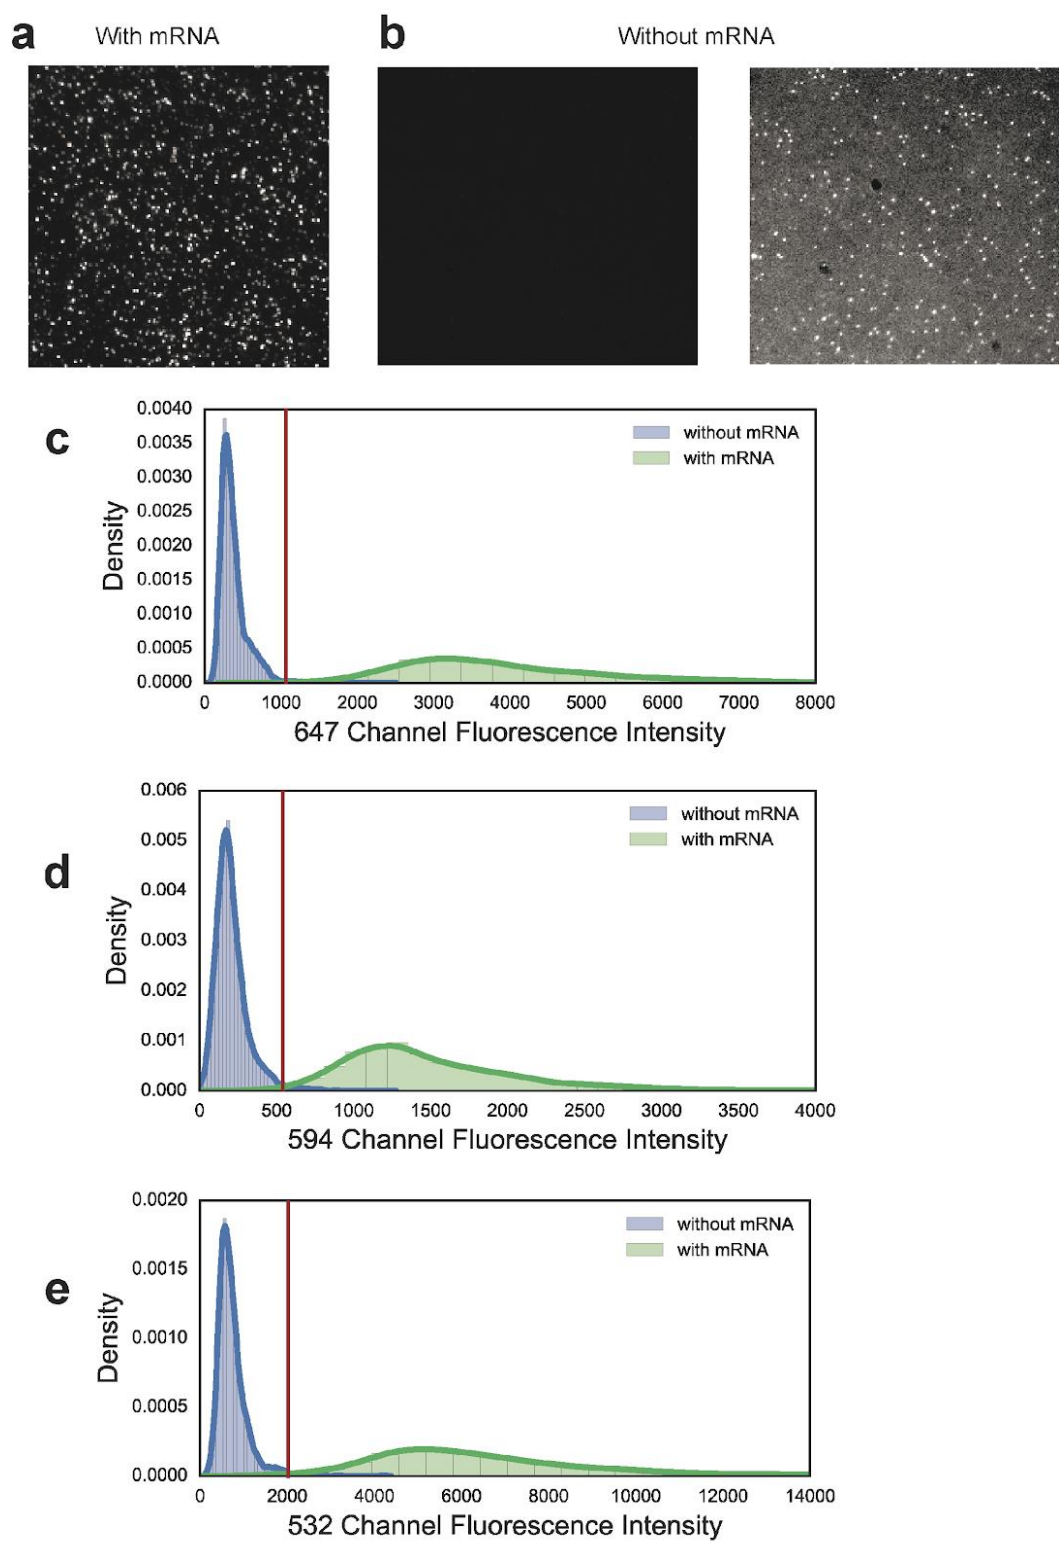 a With mRNA b Without mRNA
c
0.0040
0.0035
0.0030
0.0025
0.0020
0.0015
0.0010
0.0005
0.0000
Density
without mRNA
with mRNA
0 1000 2000 3000 4000 5000 6000 7000 8000
647 Channel Fluorescence Intensity
d
0.006
0.005
0.004
0.003
0.002
0.001
0.000
Density
without mRNA
with mRNA
0 500 1000 1500 2000 2500 3000 3500 4000
594 Channel Fluorescence Intensity
e
0.0020
0.0015
0.0010
0.0005
0.0000
Density
without mRNA
with mRNA
0 2000 4000 6000 8000 10000 12000 14000
532 Channel Fluorescence Intensity